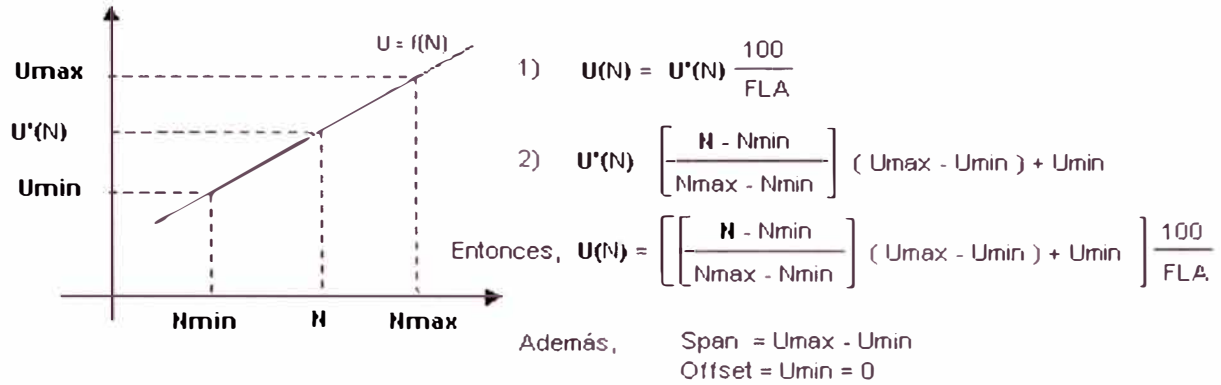 U = f(N)
Umax
U'(N)
Umin
Nmin N Nmax
1) U(N) = U'(N) 100 / FLA
2) U'(N) [ N - Nmin / Nmax - Nmin ] ( Umax - Umin ) + Umin
Entonces, U(N) = [ [ N - Nmin / Nmax - Nmin ] ( Umax - Umin ) + Umin ] 100 / FLA
Además, Span = Umax - Umin
Offset = Umin = 0